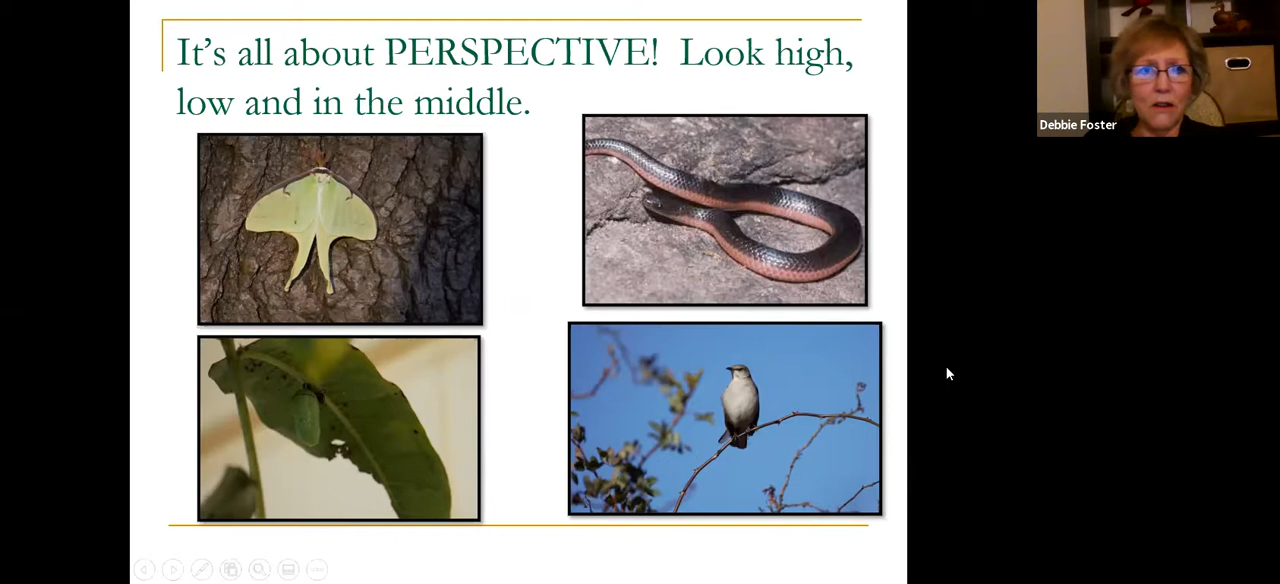 It’s all about PERSPECTIVE!  Look high,
low and in the middle.
Debbie Foster